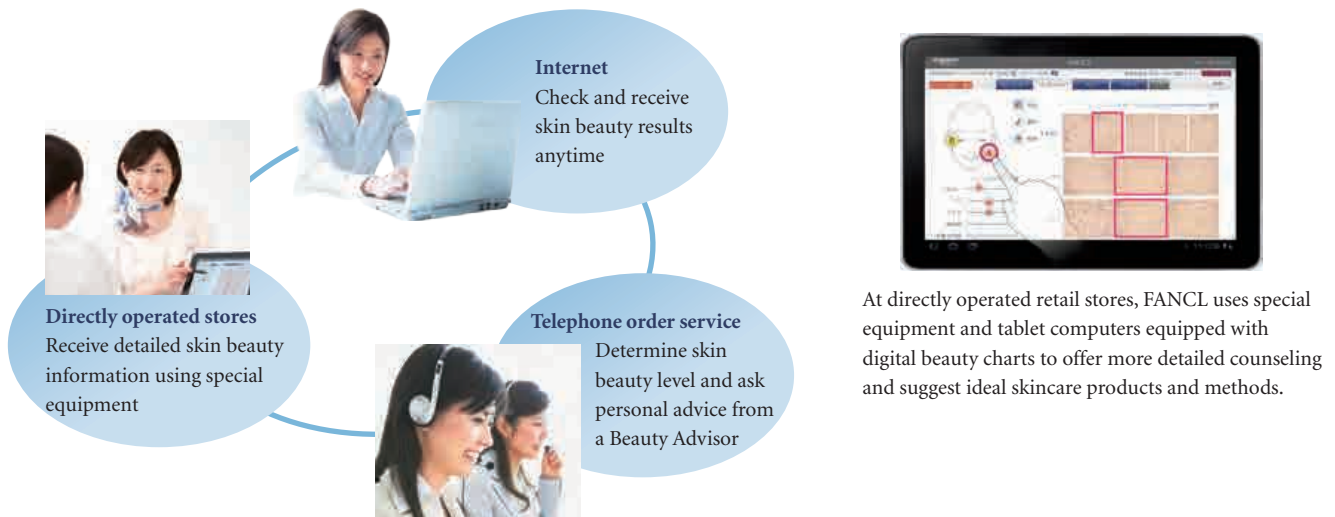 Internet
Check and receive
skin beauty results
anytime
Directly operated stores
Receive detailed skin beauty
information using special
equipment
Telephone order service
Determine skin
beauty level and ask
personal advice from
a Beauty Advisor
At directly operated retail stores, FANCL uses special
equipment and tablet computers equipped with
digital beauty charts to offer more detailed counseling
and suggest ideal skincare products and methods.